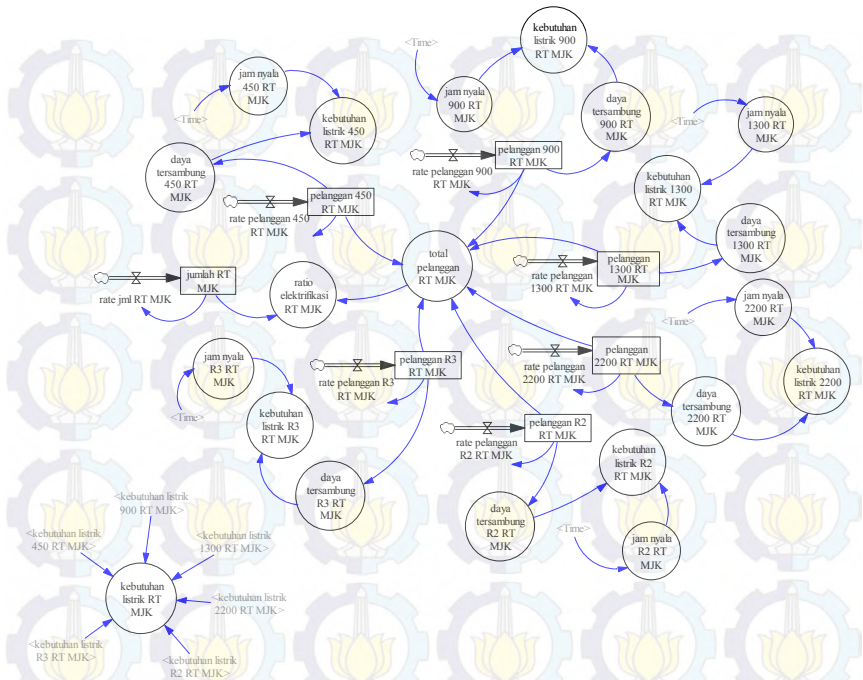 <Time>
kebutuhan
listrik 900
RT MJK
jam nyala
450 RT
MJK
jam nyala
900 RT
MJK
<Time>
kebutuhan
listrik 450
RT MJK
daya
tersambung
900 RT
MJK
<Time>
jam nyala
1300 RT
MJK
daya
tersambung
450 RT
MJK
pelanggan 900
RT MJK
rate pelanggan 900
RT MJK
kebutuhan
listrik 1300
RT MJK
pelanggan 450
RT MJK
rate pelanggan 450
RT MJK
daya
tersambung
1300 RT
MJK
total
pelanggan
RT MJK
pelanggan
1300 RT MJK
rate pelanggan
1300 RT MJK
jumlah RT
MJK
rate jml RT MJK
ratio
elektrifikasi
RT MJK
jam nyala
2200 RT
MJK
<Time>
jam nyala
R3 RT
MJK
pelanggan R3
RT MJK
rate pelanggan R3
RT MJK
pelanggan
2200 RT MJK
rate pelanggan
2200 RT MJK
kebutuhan
listrik 2200
RT MJK
<Time>
kebutuhan
listrik R3
RT MJK
daya
tersambung
2200 RT
MJK
pelanggan R2
RT MJK
rate pelanggan
R2 RT MJK
kebutuhan
listrik R2
RT MJK
daya
tersambung
R3 RT
MJK
daya
tersambung
R2 RT
MJK
<Time>
jam nyala
R2 RT
MJK
<kebutuhan listrik
900 RT MJK>
<kebutuhan listrik
450 RT MJK>
<kebutuhan listrik
1300 RT MJK>
kebutuhan
listrik RT
MJK
<kebutuhan listrik
2200 RT MJK>
<kebutuhan listrik
R3 RT MJK>
<kebutuhan listrik
R2 RT MJK>